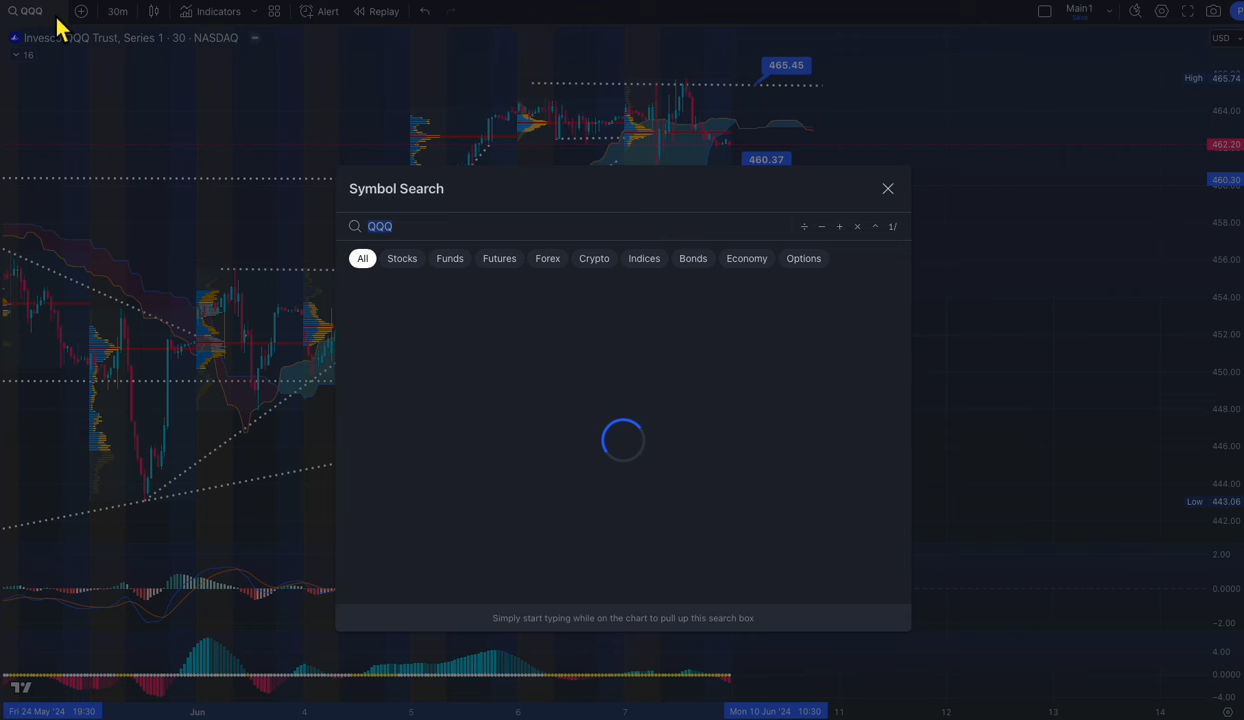 QQQ 30m Indicators Alert Replay Main1 Save P
Invesco QQQ Trust, Series 1 · 30 · NASDAQ USD
16
465.45
High 465.74
464.00
462.20
460.37
460.30
458.00
456.00
454.00
452.00
450.00
448.00
446.00
444.00
Low 443.06
442.00
2.00
0.0000
−2.00
4.00
0.0000
−4.00
Symbol Search
QQQ ÷ − + × ^ 1/
All Stocks Funds Futures Forex Crypto Indices Bonds Economy Options
Simply start typing while on the chart to pull up this search box
Fri 24 May '24 19:30 Jun 4 5 6 7 Mon 10 Jun '24 10:30 11 12 13 14